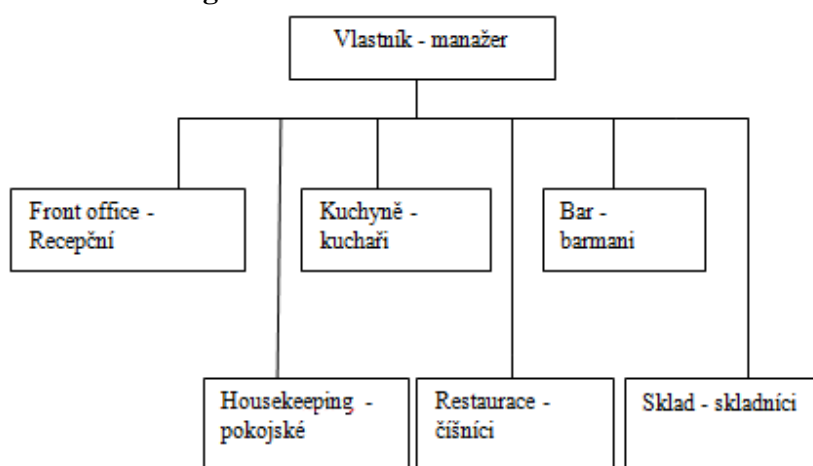 Vlastník - manažer
Front office -
Recepční
Kuchyně -
kuchaři
Bar -
barmani
Housekeeping -
pokojské
Restaurace -
číšníci
Sklad - skladníci